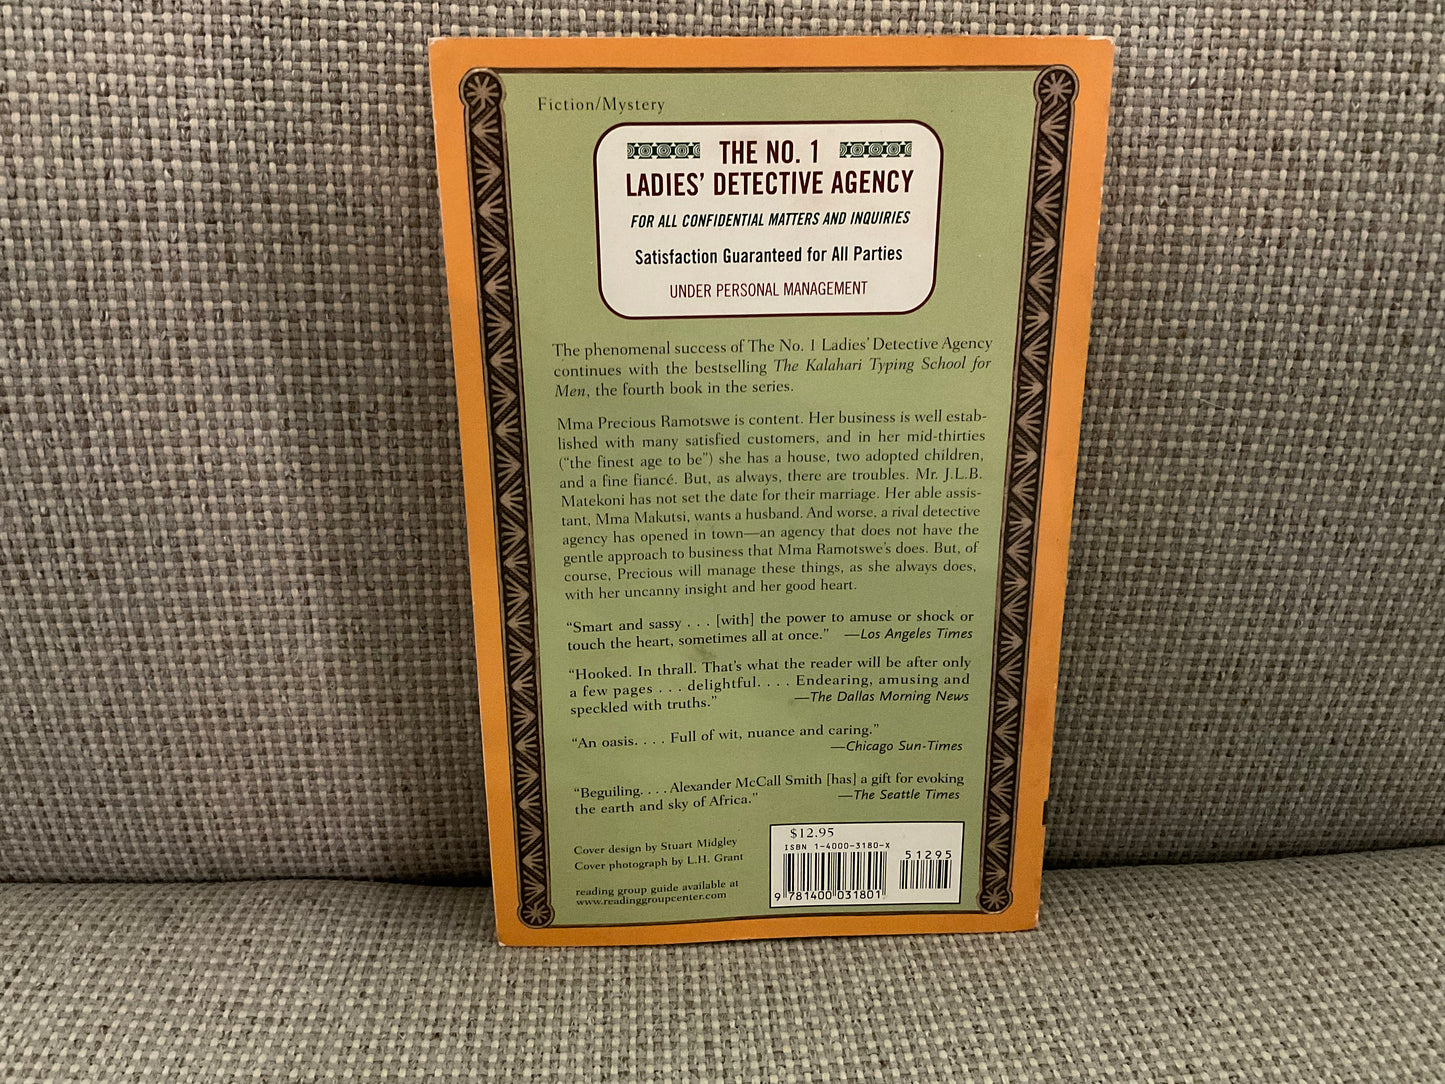 Fiction/Mystery
THE NO. 1
LADIES' DETECTIVE AGENCY
FOR ALL CONFIDENTIAL MATTERS AND INQUIRIES
Satisfaction Guaranteed for All Parties
UNDER PERSONAL MANAGEMENT
The phenomenal success of The No. 1 Ladies' Detective Agency
continues with the bestselling The Kalahari Typing School for
Men, the fourth book in the series.
Mma Precious Ramotswe is content. Her business is well estab-
lished with many satisfied customers, and in her mid-thirties
("the finest age to be") she has a house, two adopted children,
and a fine fiancé. But, as always, there are troubles. Mr. J.L.B.
Matekoni has not set the date for their marriage. Her able assis-
tant, Mma Makutsi, wants a husband. And worse, a rival detective
agency has opened in town—an agency that does not have the
gentle approach to business that Mma Ramotswe's does. But, of
course, Precious will manage these things, as she always does,
with her uncanny insight and her good heart.
"Smart and sassy . . . [with] the power to amuse or shock or
touch the heart, sometimes all at once." —Los Angeles Times
"Hooked. In thrall. That's what the reader will be after only
a few pages . . . delightful. . . . Endearing, amusing and
speckled with truths." —The Dallas Morning News
"An oasis. . . . Full of wit, nuance and caring."
—Chicago Sun-Times
"Beguiling. . . . Alexander McCall Smith [has] a gift for evoking
the earth and sky of Africa." —The Seattle Times
Cover design by Stuart Midgley
Cover photograph by L.H. Grant
reading group guide available at
www.readinggroupcenter.com
$12.95
ISBN 1-4000-3180-X
51295
9 781400 031801